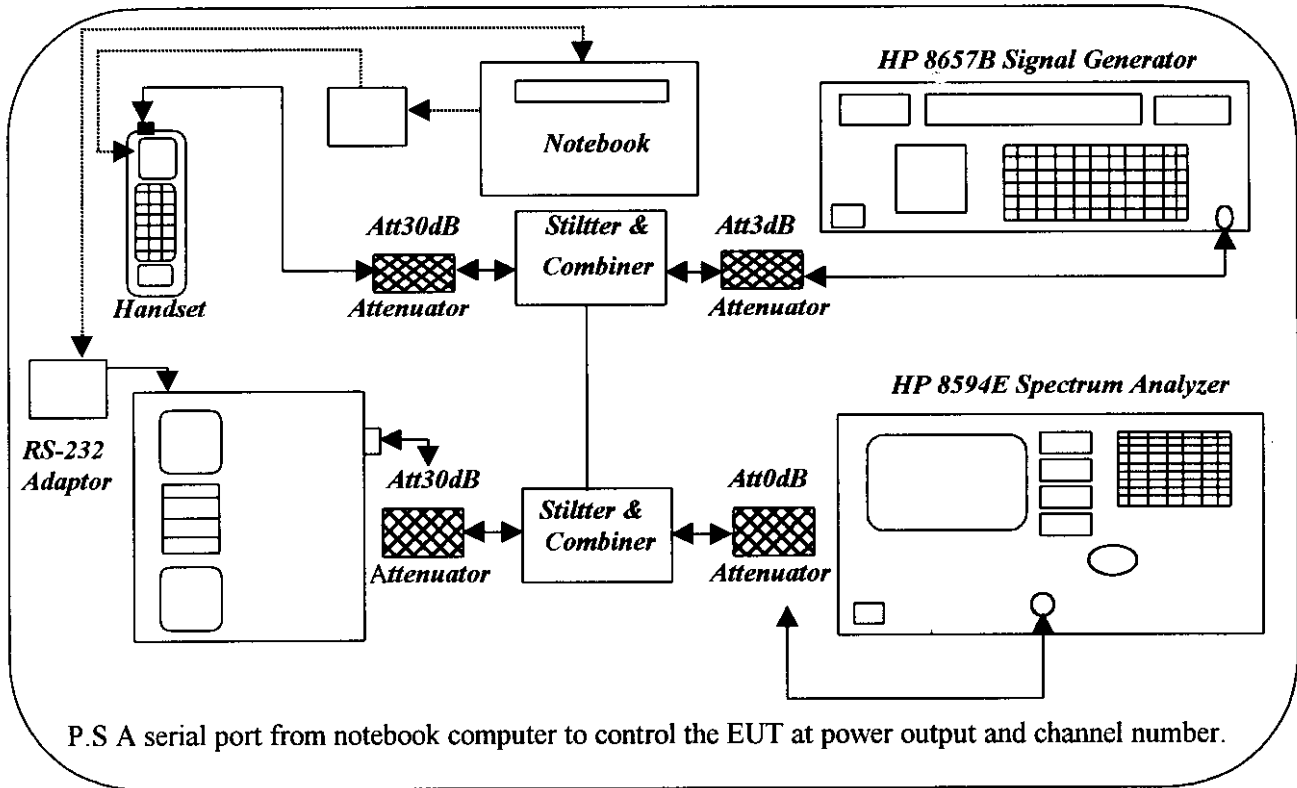 HP 8657B Signal Generator
Notebook
Att30dB
Stiltter &
Combiner
Att3dB
Handset
Attenuator
Attenuator
HP 8594E Spectrum Analyzer
RS-232
Adaptor
Att30dB
Stiltter &
Combiner
Att0dB
Attenuator
Attenuator
P.S A serial port from notebook computer to control the EUT at power output and channel number.